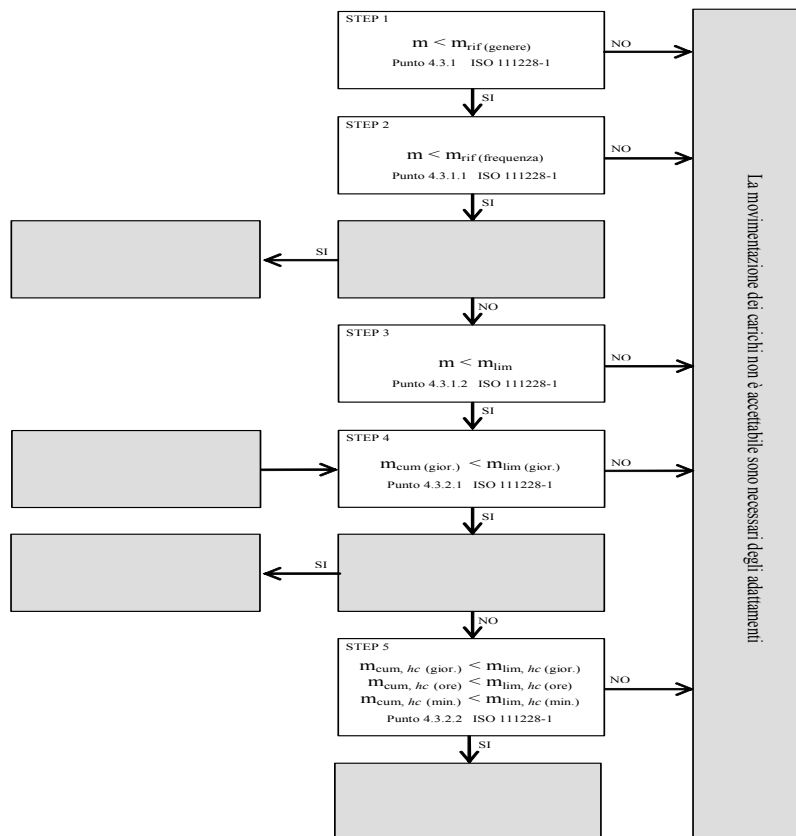 STEP 1
m < mrif (genere)
Punto 4.3.1 ISO 111228-1
NO
SI
STEP 2
m < mrif (frequenza)
Punto 4.3.1.1 ISO 111228-1
NO
SI
SI
NO
STEP 3
m < mlim
Punto 4.3.1.2 ISO 111228-1
NO
SI
STEP 4
mcum (gior.) < mlim (gior.)
Punto 4.3.2.1 ISO 111228-1
NO
SI
SI
NO
STEP 5
mcum, hc (gior.) < mlim, hc (gior.)
mcum, hc (ore) < mlim, hc (ore)
mcum, hc (min.) < mlim, hc (min.)
Punto 4.3.2.2 ISO 111228-1
NO
SI
La movimentazione dei carichi non è accettabile sono necessari degli adattamenti